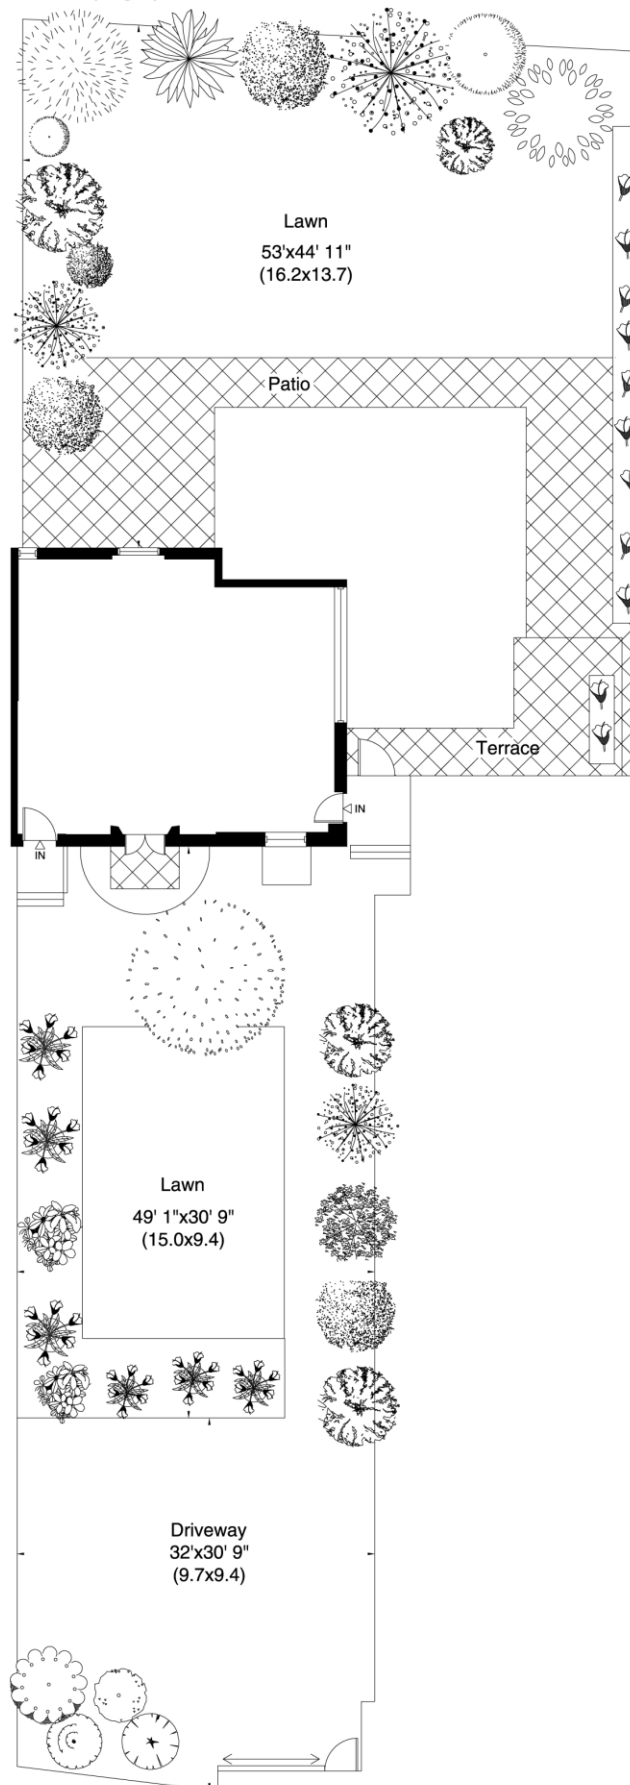 Lawn
53'x44' 11"
(16.2x13.7)
Patio
Terrace
IN
IN
Lawn
49' 1"x30' 9"
(15.0x9.4)
Driveway
32'x30' 9"
(9.7x9.4)